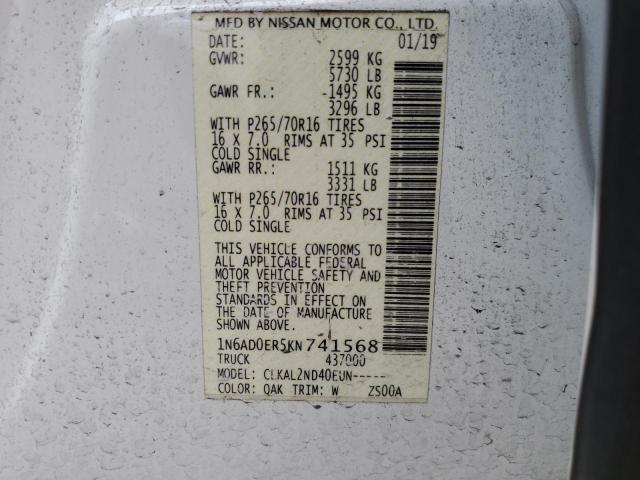 MFD BY NISSAN MOTOR CO., LTD.
DATE: 01/19
GVWR: 2599 KG
5730 LB
GAWR FR.: 1495 KG
3296 LB
WITH P265/70R16 TIRES
16 X 7.0 RIMS AT 35 PSI
COLD SINGLE
GAWR RR.: 1511 KG
3331 LB
WITH P265/70R16 TIRES
16 X 7.0 RIMS AT 35 PSI
COLD SINGLE
THIS VEHICLE CONFORMS TO
ALL APPLICABLE FEDERAL
MOTOR VEHICLE SAFETY AND
THEFT PREVENTION
STANDARDS IN EFFECT ON
THE DATE OF MANUFACTURE
SHOWN ABOVE.
1N6AD0ER5KN741568
TRUCK 437000
MODEL: CLKAL2ND40EUN-----
COLOR: QAK TRIM: W ZS00A